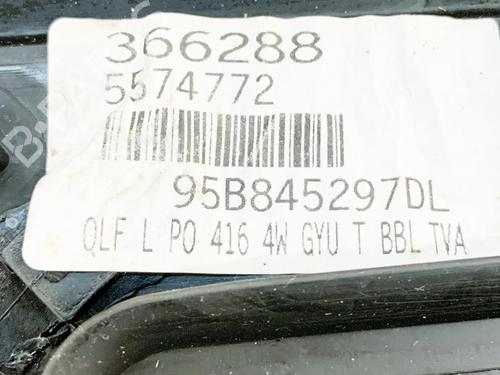 366288
5574772
95B845297DL
QLF L PO 416 4W GYU T BBL TVA